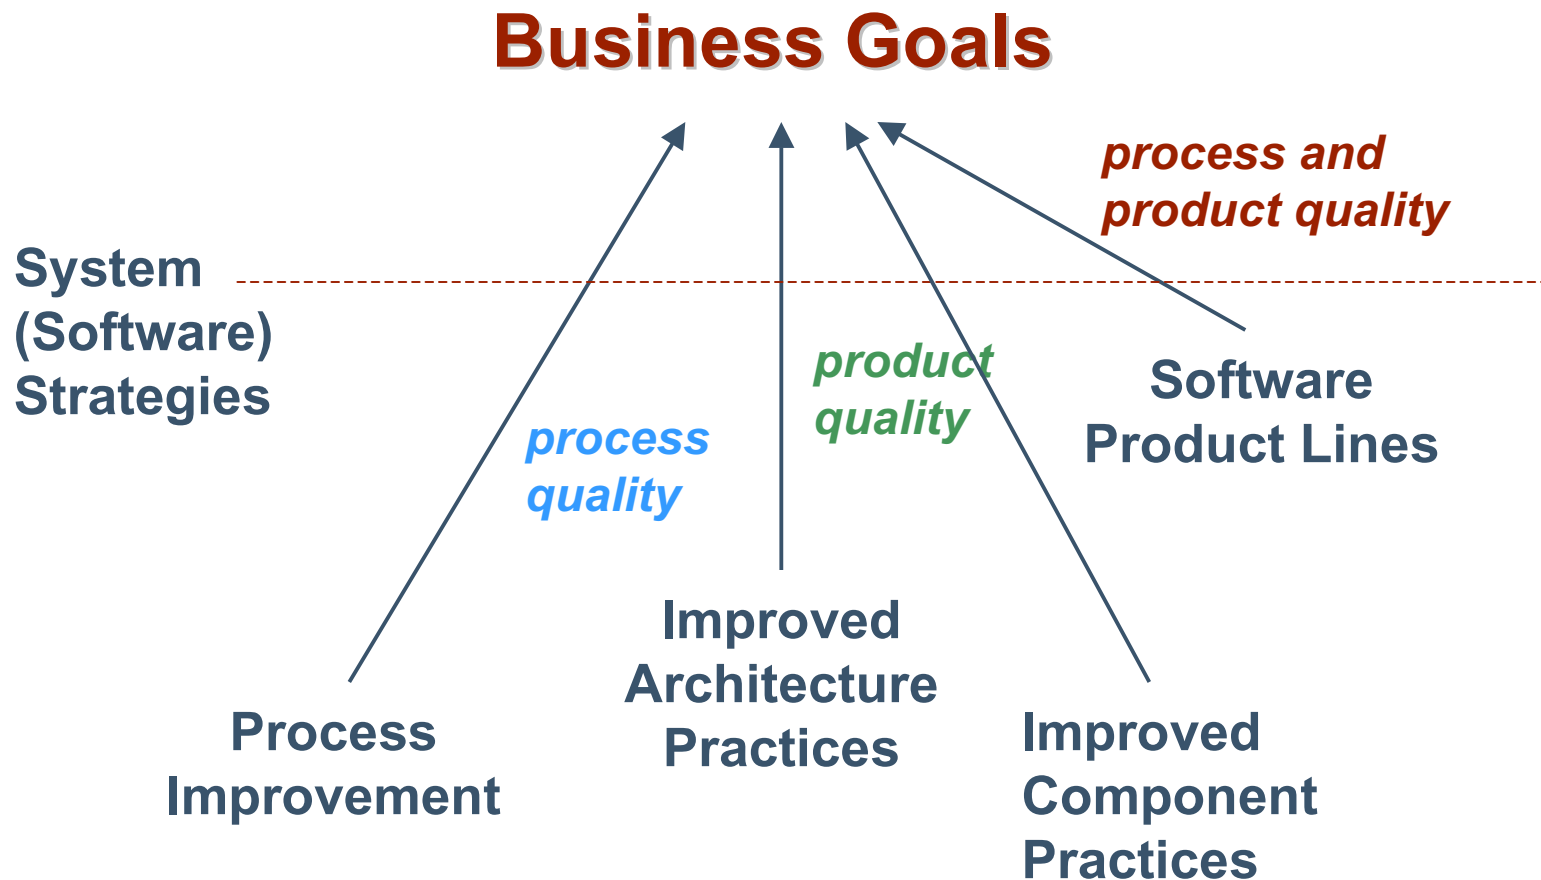 Business Goals
process and
product quality
System
(Software)
Strategies
product
quality
Software
Product Lines
process
quality
Improved
Architecture
Practices
Process
Improvement
Improved
Component
Practices